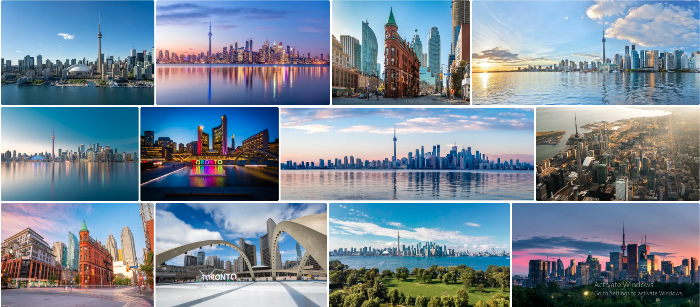 TORONTO
TORONTO
Activate Windows
Go to Settings to activate Windows.